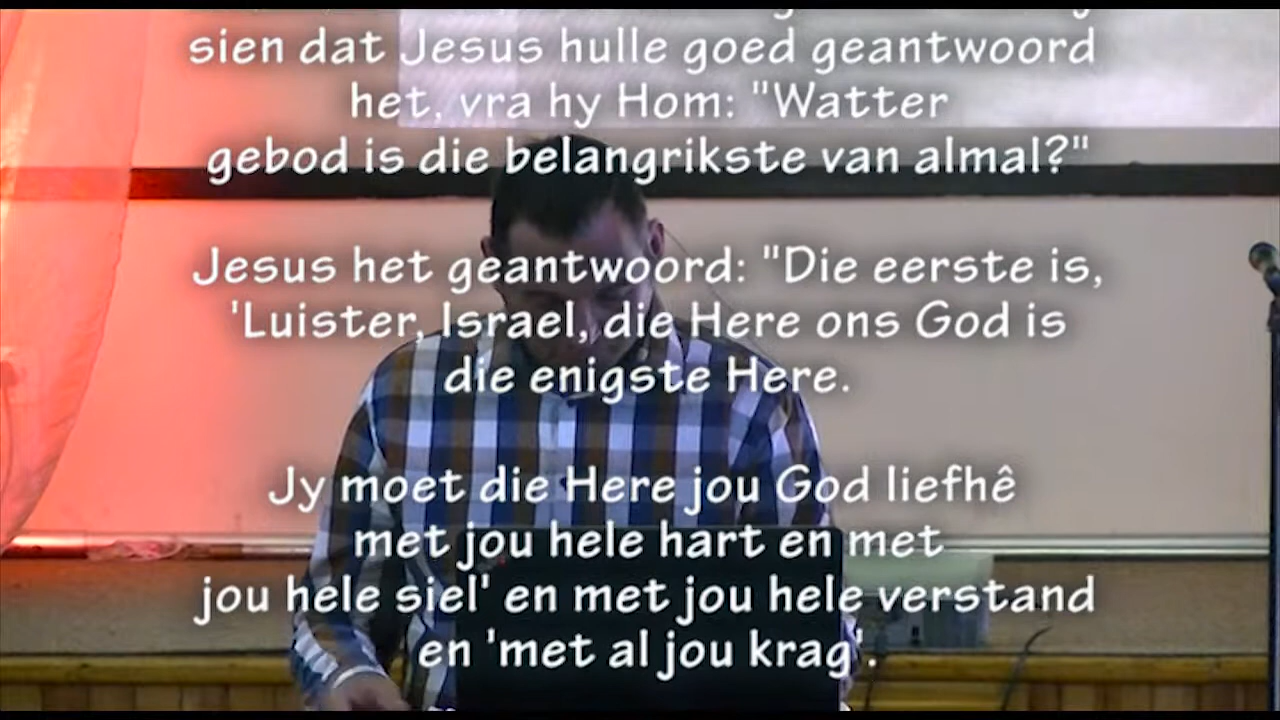 sien dat Jesus hulle goed geantwoord
het, vra hy Hom: "Watter
gebod is die belangrikste van almal?"
Jesus het geantwoord: "Die eerste is,
'Luister, Israel, die Here ons God is
die enigste Here.
Jy moet die Here jou God liefhê
met jou hele hart en met
jou hele siel' en met jou hele verstand
en 'met al jou krag'.